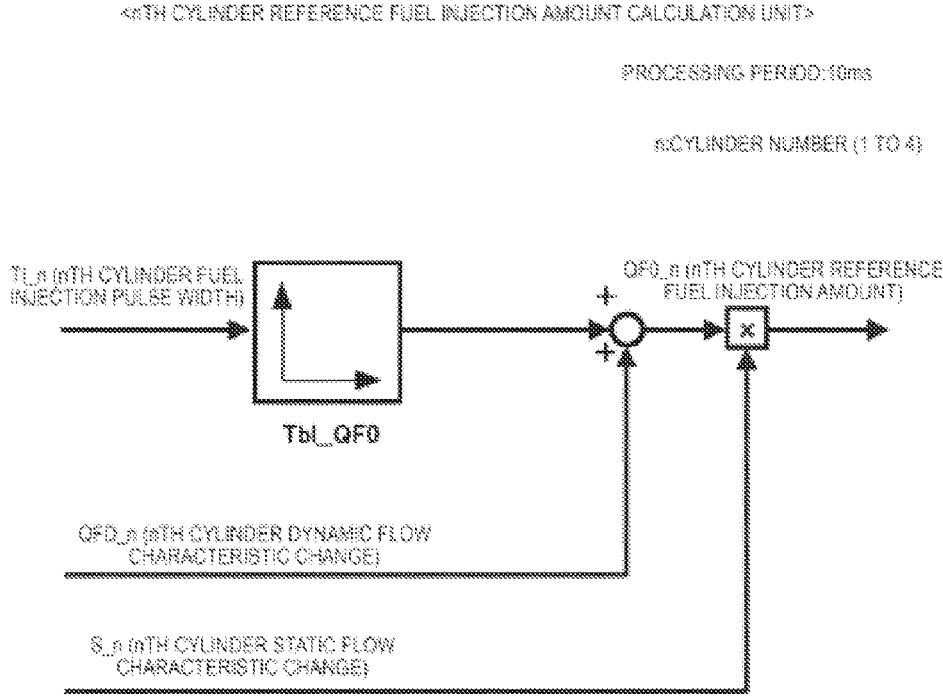 <nTH CYLINDER REFERENCE FUEL INJECTION AMOUNT CALCULATION UNIT>
PROCESSING PERIOD:10ms
n:CYLINDER NUMBER (1 TO 4)
TI_n (nTH CYLINDER FUEL
INJECTION PULSE WIDTH)
QF0_n (nTH CYLINDER REFERENCE
FUEL INJECTION AMOUNT)
+
+
x
Tbl_QF0
QFD_n (nTH CYLINDER DYNAMIC FLOW
CHARACTERISTIC CHANGE)
S_n (nTH CYLINDER STATIC FLOW
CHARACTERISTIC CHANGE)